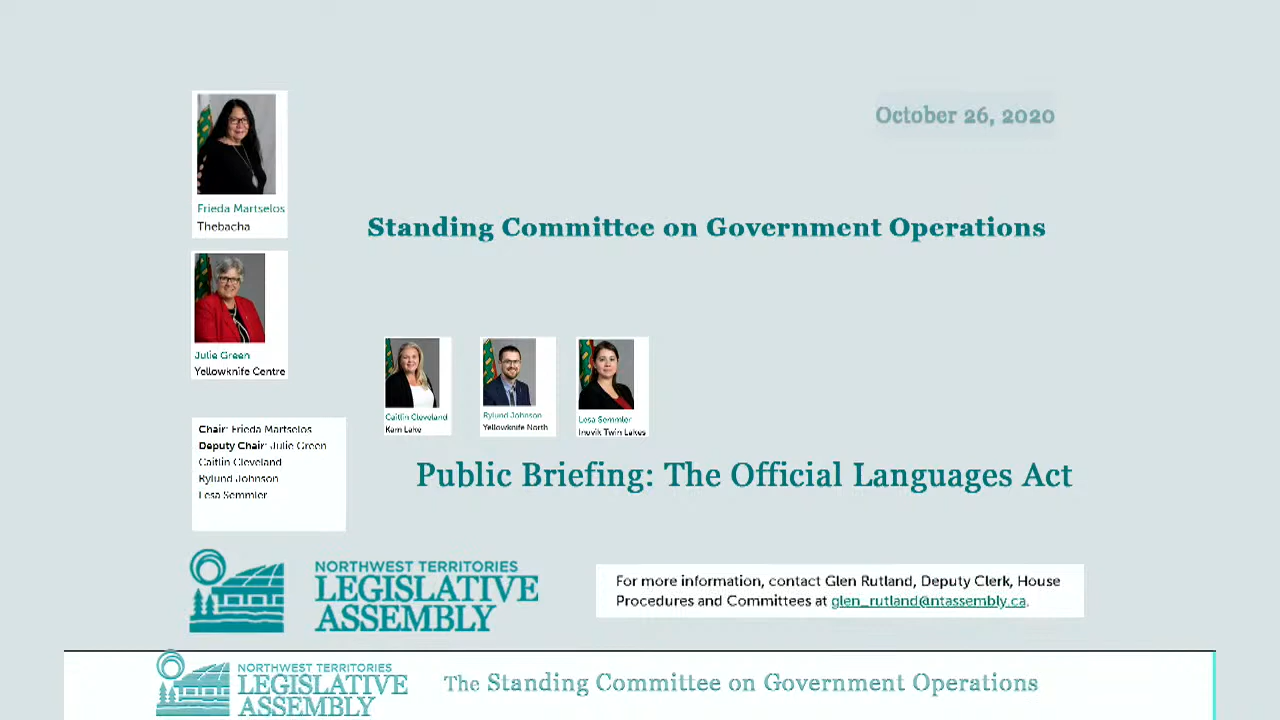 October 26, 2020
Frieda Martselos
Thebacha
Standing Committee on Government Operations
Julie Green
Yellowknife Centre
Caitlin Cleveland
Kam Lake
Rylund Johnson
Yellowknife North
Lesa Semmler
Inuvik Twin Lakes
Chair: Frieda Martselos
Deputy Chair: Julie Green
Caitlin Cleveland
Rylund Johnson
Lesa Semmler
Public Briefing: The Official Languages Act
NORTHWEST TERRITORIES
LEGISLATIVE
ASSEMBLY
For more information, contact Glen Rutland, Deputy Clerk, House
Procedures and Committees at glen_rutland@ntassembly.ca.
NORTHWEST TERRITORIES
LEGISLATIVE
ASSEMBLY
The Standing Committee on Government Operations